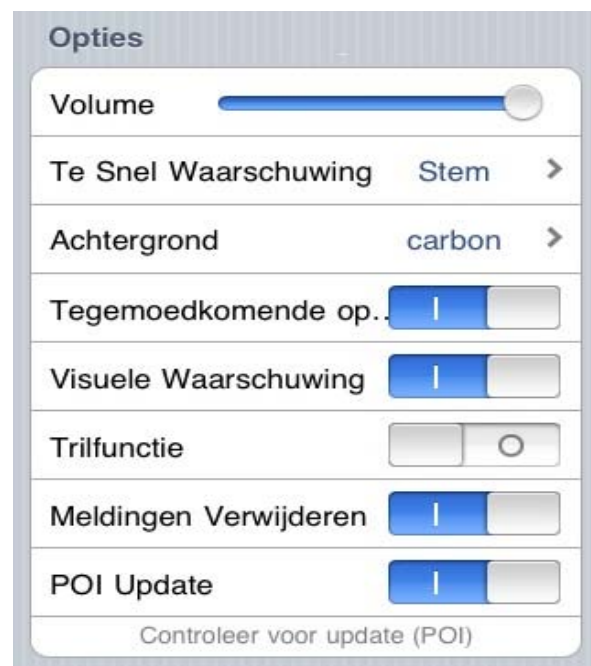 Opties
Volume
Te Snel Waarschuwing Stem
Achtergrond carbon
Tegemoedkomende op..
Visuele Waarschuwing
Trilfunctie
Meldingen Verwijderen
POI Update
Controleer voor update (POI)